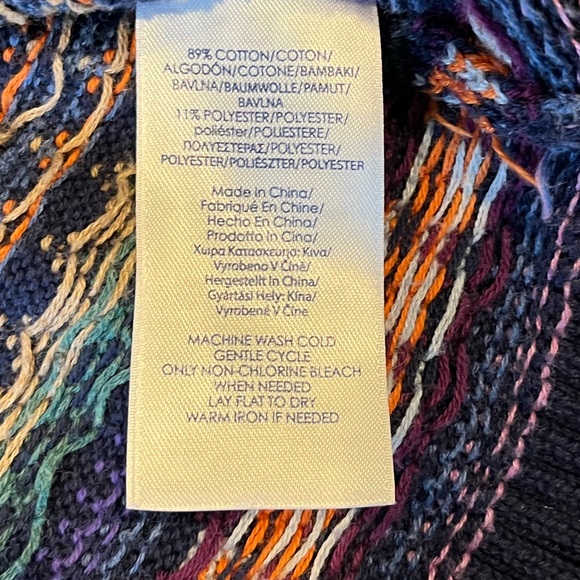 89% COTTON/COTON/
ALGODÓN/COTONE/BAMBAKI/
BAVLNA/BAUMWOLLE/PAMUT/
BAVLNA
11% POLYESTER/POLYESTER/
poliéster/POLIESTERE/
ΠΟΛΥΕΣΤΕΡΑΣ/POLYESTER/
POLYESTER/POLIÉSZTER/POLYESTER
Made in China/
Fabriqué En Chine/
Hecho En China/
Prodotto in Cina/
Χωρα Κατασκευησ: Κινα/
Vyrobeno V Číně/
Hergestellt in China/
Gyártási Hely: Kína/
Vyrobené V Číne
MACHINE WASH COLD
GENTLE CYCLE
ONLY NON-CHLORINE BLEACH
WHEN NEEDED
LAY FLAT TO DRY
WARM IRON IF NEEDED